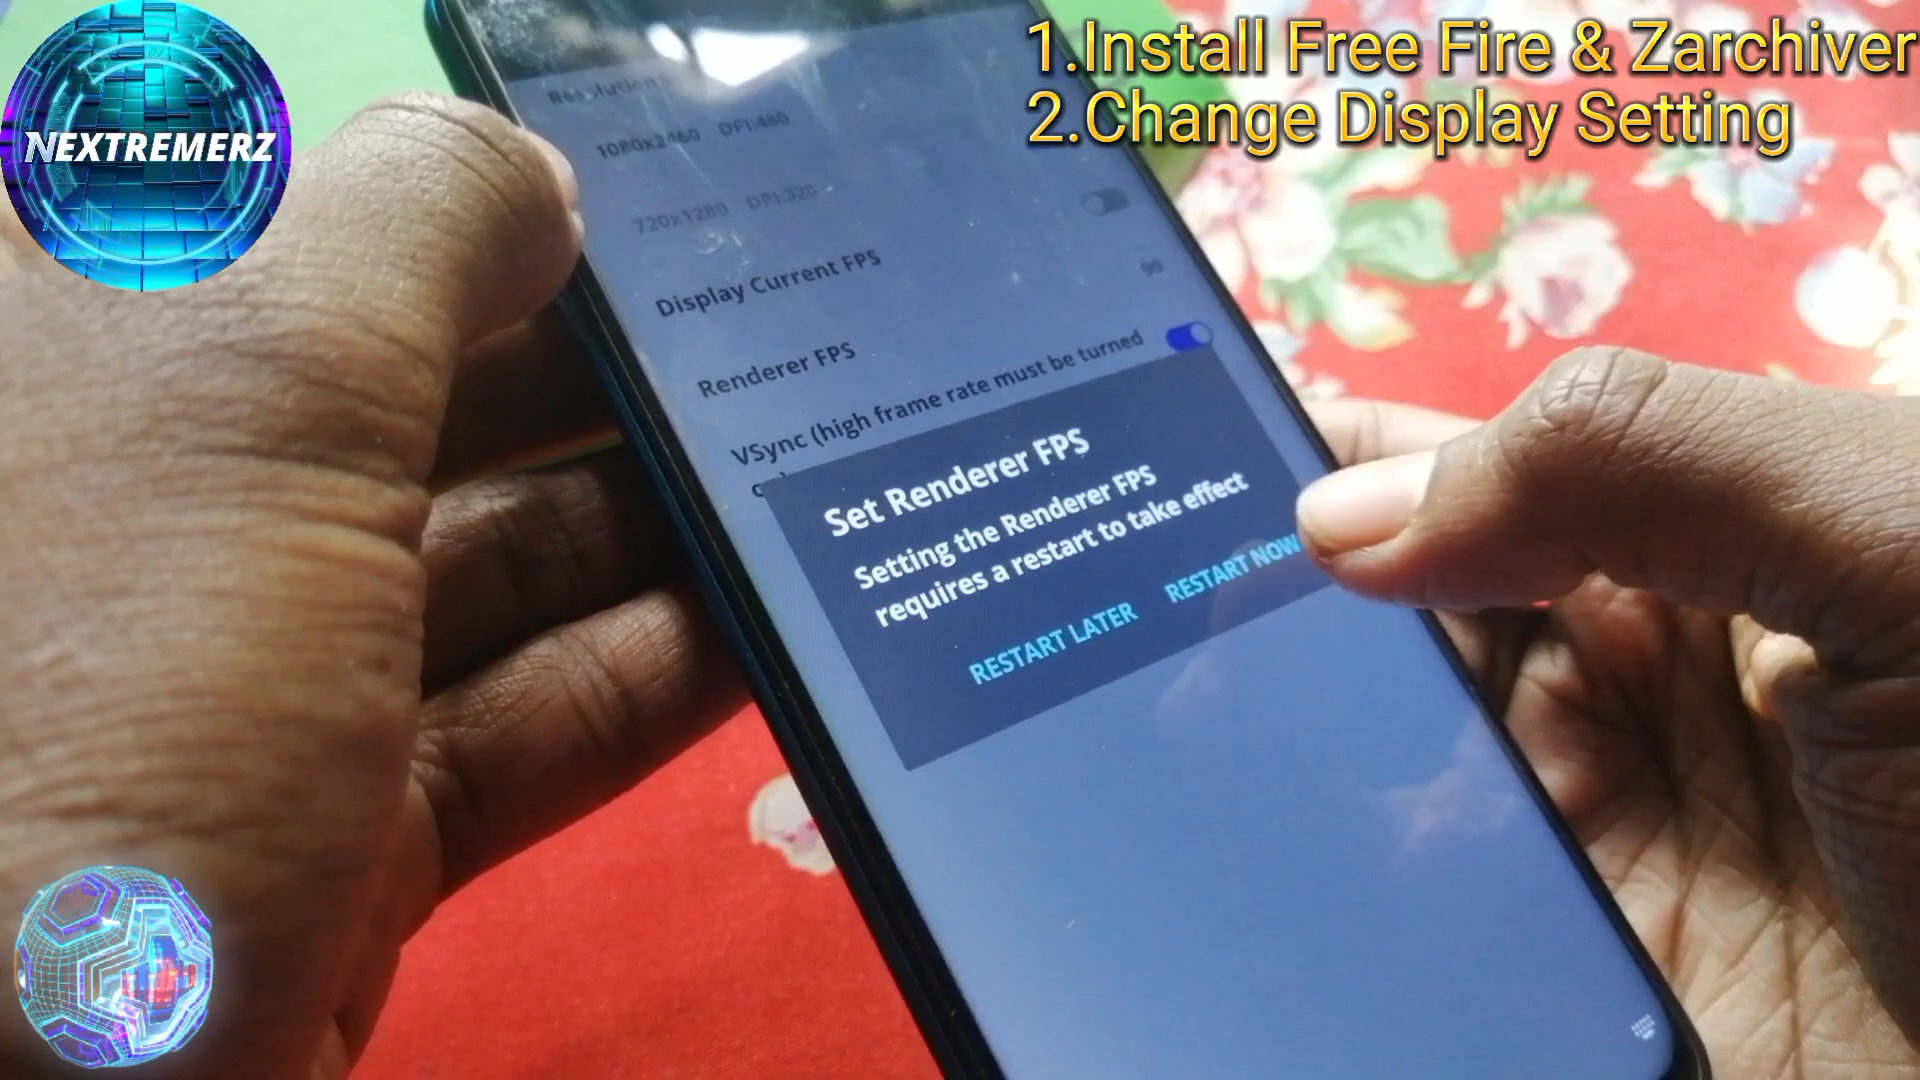 NEXTREMERZ
1.Install Free Fire & Zarchiver
2.Change Display Setting
Resolution
1080x2460 DPI:480
720x1280 DPI:320
Display Current FPS
90
Renderer FPS
VSync (high frame rate must be turned
Set Renderer FPS
Setting the Renderer FPS
requires a restart to take effect
RESTART LATER RESTART NOW